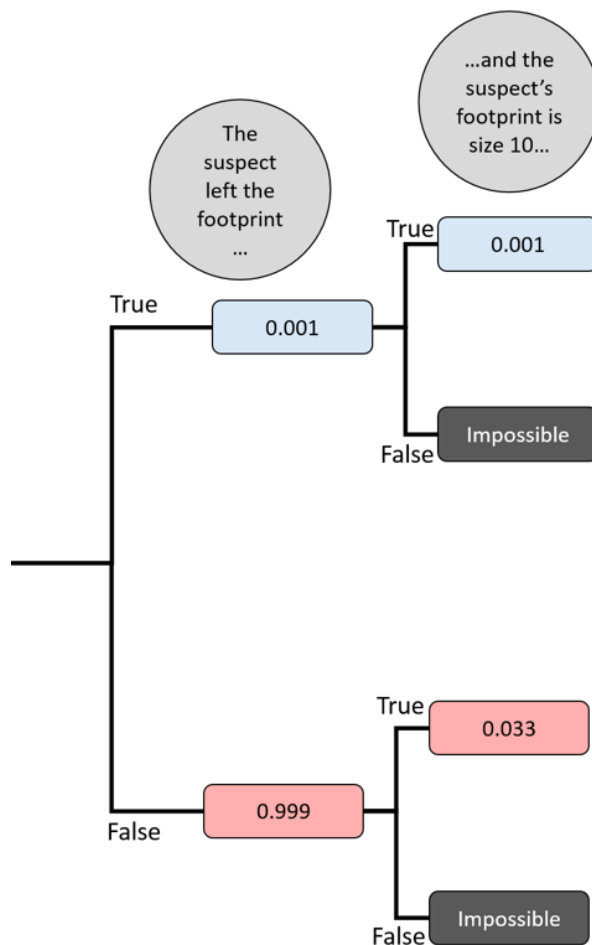 …and the
suspect's
footprint is
size 10…
The
suspect
left the
footprint
…
True
0.001
True
0.001
Impossible
False
True
0.033
0.999
False
Impossible
False